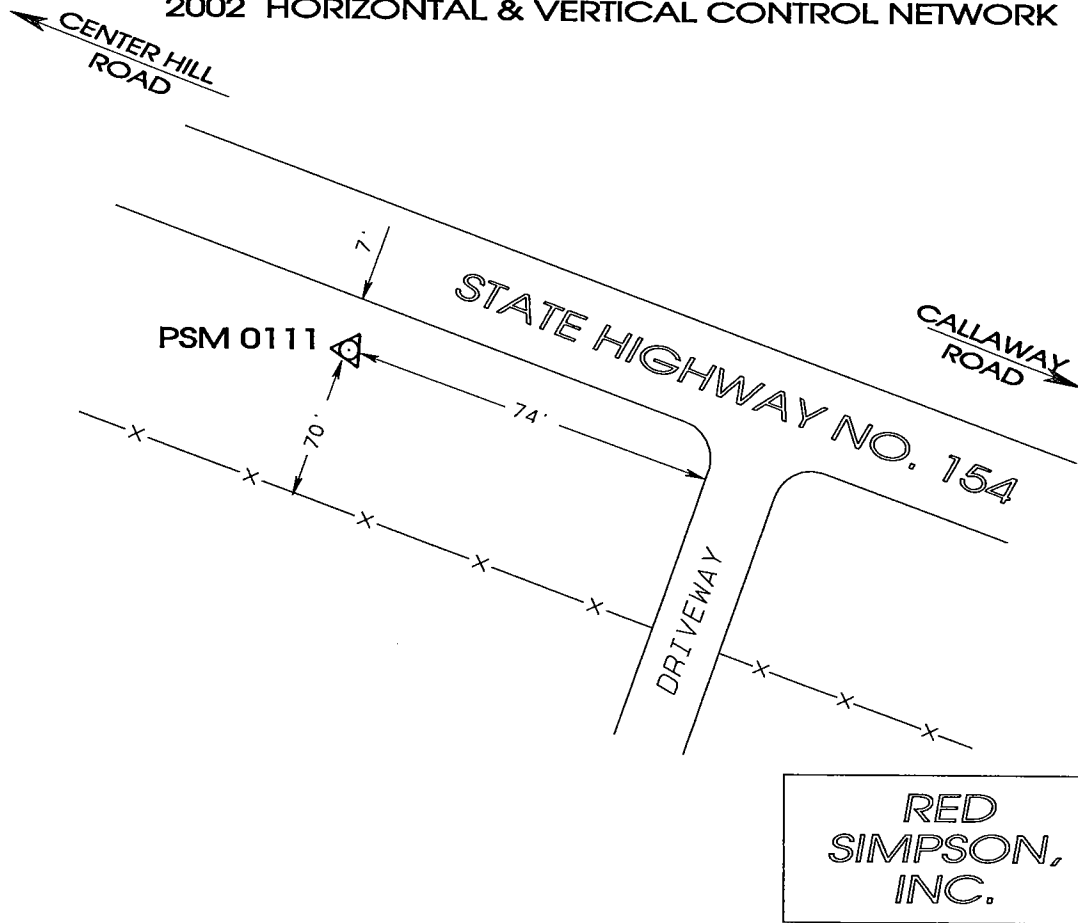 2002 HORIZONTAL & VERTICAL CONTROL NETWORK
CENTER HILL
ROAD
7'
STATE HIGHWAY NO. 154
PSM 0111
CALLAWAY
ROAD
74'
70'
DRIVEWAY
RED
SIMPSON,
INC.